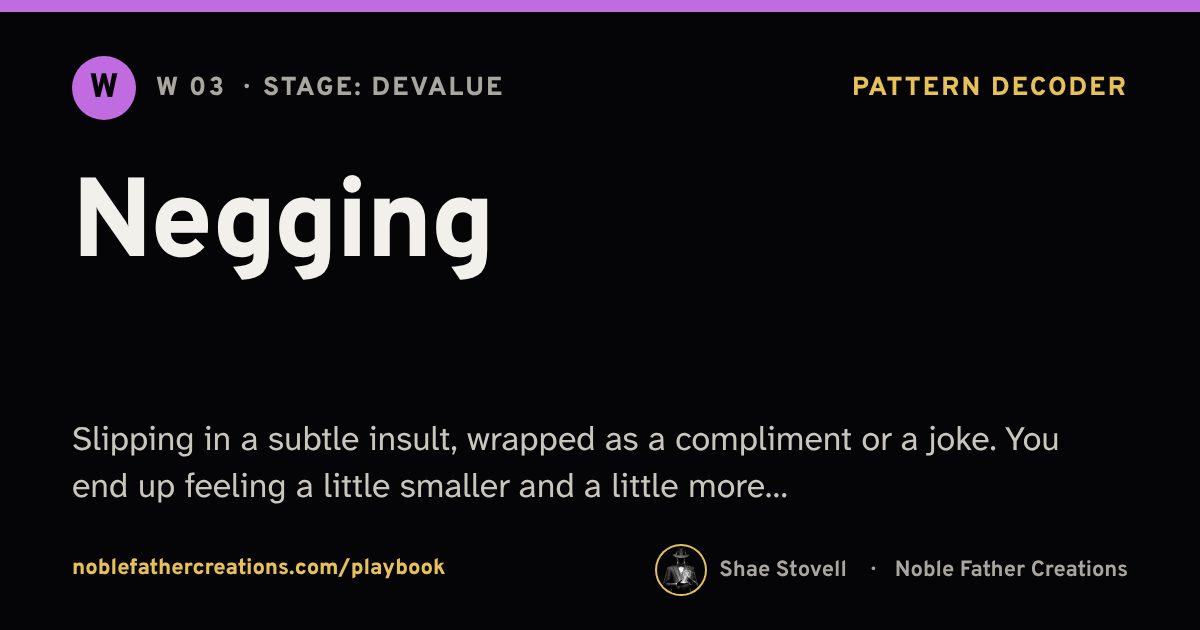 W W 03 · STAGE: DEVALUE PATTERN DECODER
Negging
Slipping in a subtle insult, wrapped as a compliment or a joke. You
end up feeling a little smaller and a little more...
noblefathercreations.com/playbook Shae Stovell · Noble Father Creations